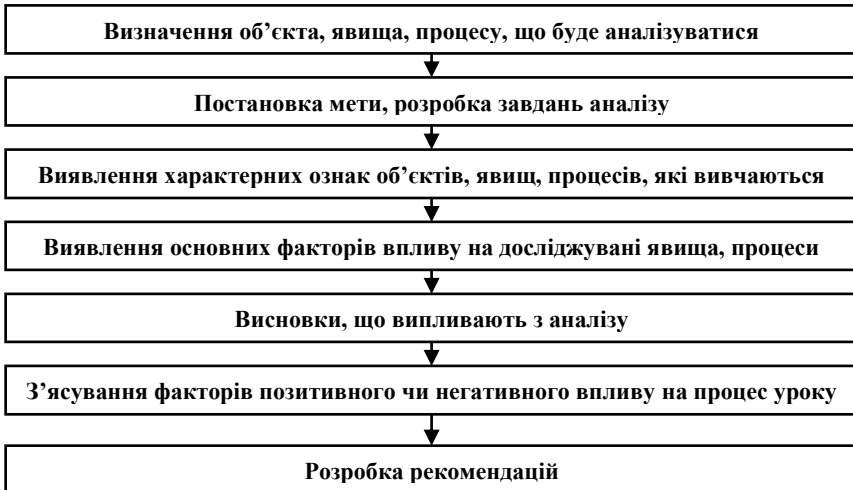 Визначення об’єкта, явища, процесу, що буде аналізуватися
Постановка мети, розробка завдань аналізу
Виявлення характерних ознак об’єктів, явищ, процесів, які вивчаються
Виявлення основних факторів впливу на досліджувані явища, процеси
Висновки, що випливають з аналізу
З’ясування факторів позитивного чи негативного впливу на процес уроку
Розробка рекомендацій